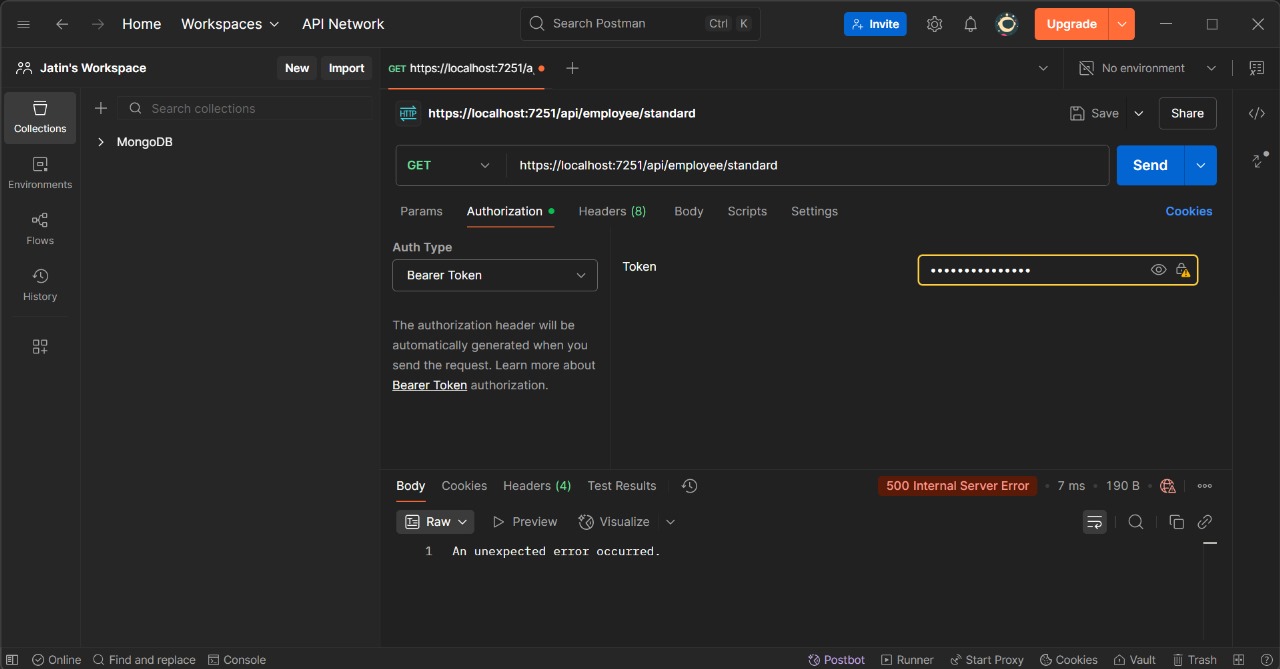 Home Workspaces API Network Search Postman Ctrl K Invite Upgrade
Jatin's Workspace New Import GET https://localhost:7251/a No environment
Collections
Search collections
MongoDB
Environments
Flows
History
HTTP https://localhost:7251/api/employee/standard Save Share
GET https://localhost:7251/api/employee/standard Send
Params Authorization Headers (8) Body Scripts Settings Cookies
Auth Type
Bearer Token
Token •••••••••••••••
The authorization header will be
automatically generated when you
send the request. Learn more about
Bearer Token authorization.
Body Cookies Headers (4) Test Results 500 Internal Server Error • 7 ms • 190 B •
Raw Preview Visualize
1 An unexpected error occurred.
Online Find and replace Console Postbot Runner Start Proxy Cookies Vault Trash